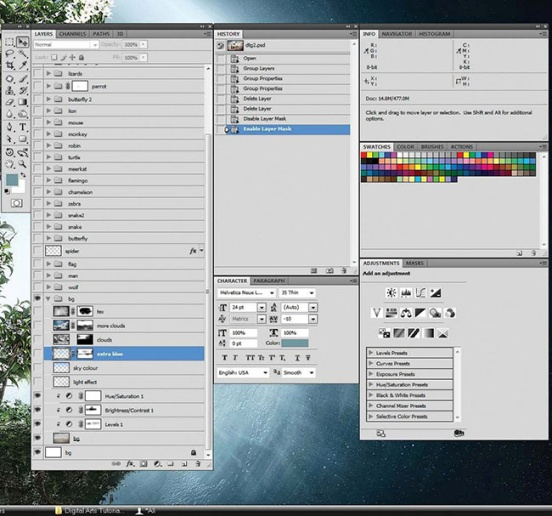 LAYERS CHANNELS PATHS 3D
Normal Opacity: 100%
Lock: Fill: 100%
lizards
parrot
butterfly 2
lion
mouse
monkey
robin
turtle
meerkat
flamingo
chameleon
zebra
snake2
snake
butterfly
spider fx
flag
man
wolf
bg
tex
more clouds
clouds
extra blue
sky colour
light effect
Hue/Saturation 1
Brightness/Contrast 1
Levels 1
bg
bg
HISTORY
dtg2.psd
Open
Group Layers
Group Properties
Group Properties
Delete Layer
Delete Layer
Disable Layer Mask
Enable Layer Mask
CHARACTER PARAGRAPH
Helvetica Neue L... 35 Thin
24 pt (Auto)
Metrics -10
100% 100%
0 pt Color:
T T TT Tt T T T T
English: USA aa Smooth
INFO NAVIGATOR HISTOGRAM
R: C:
G: M:
B: Y:
K:
8-bit 8-bit
X: W:
Y: H:
Doc: 14.8M/477.0M
Click and drag to move layer or selection. Use Shift and Alt for additional
options.
SWATCHES COLOR BRUSHES ACTIONS
ADJUSTMENTS MASKS
Add an adjustment
Levels Presets
Curves Presets
Exposure Presets
Hue/Saturation Presets
Black & White Presets
Channel Mixer Presets
Selective Color Presets
Digital Arts Tutoria...